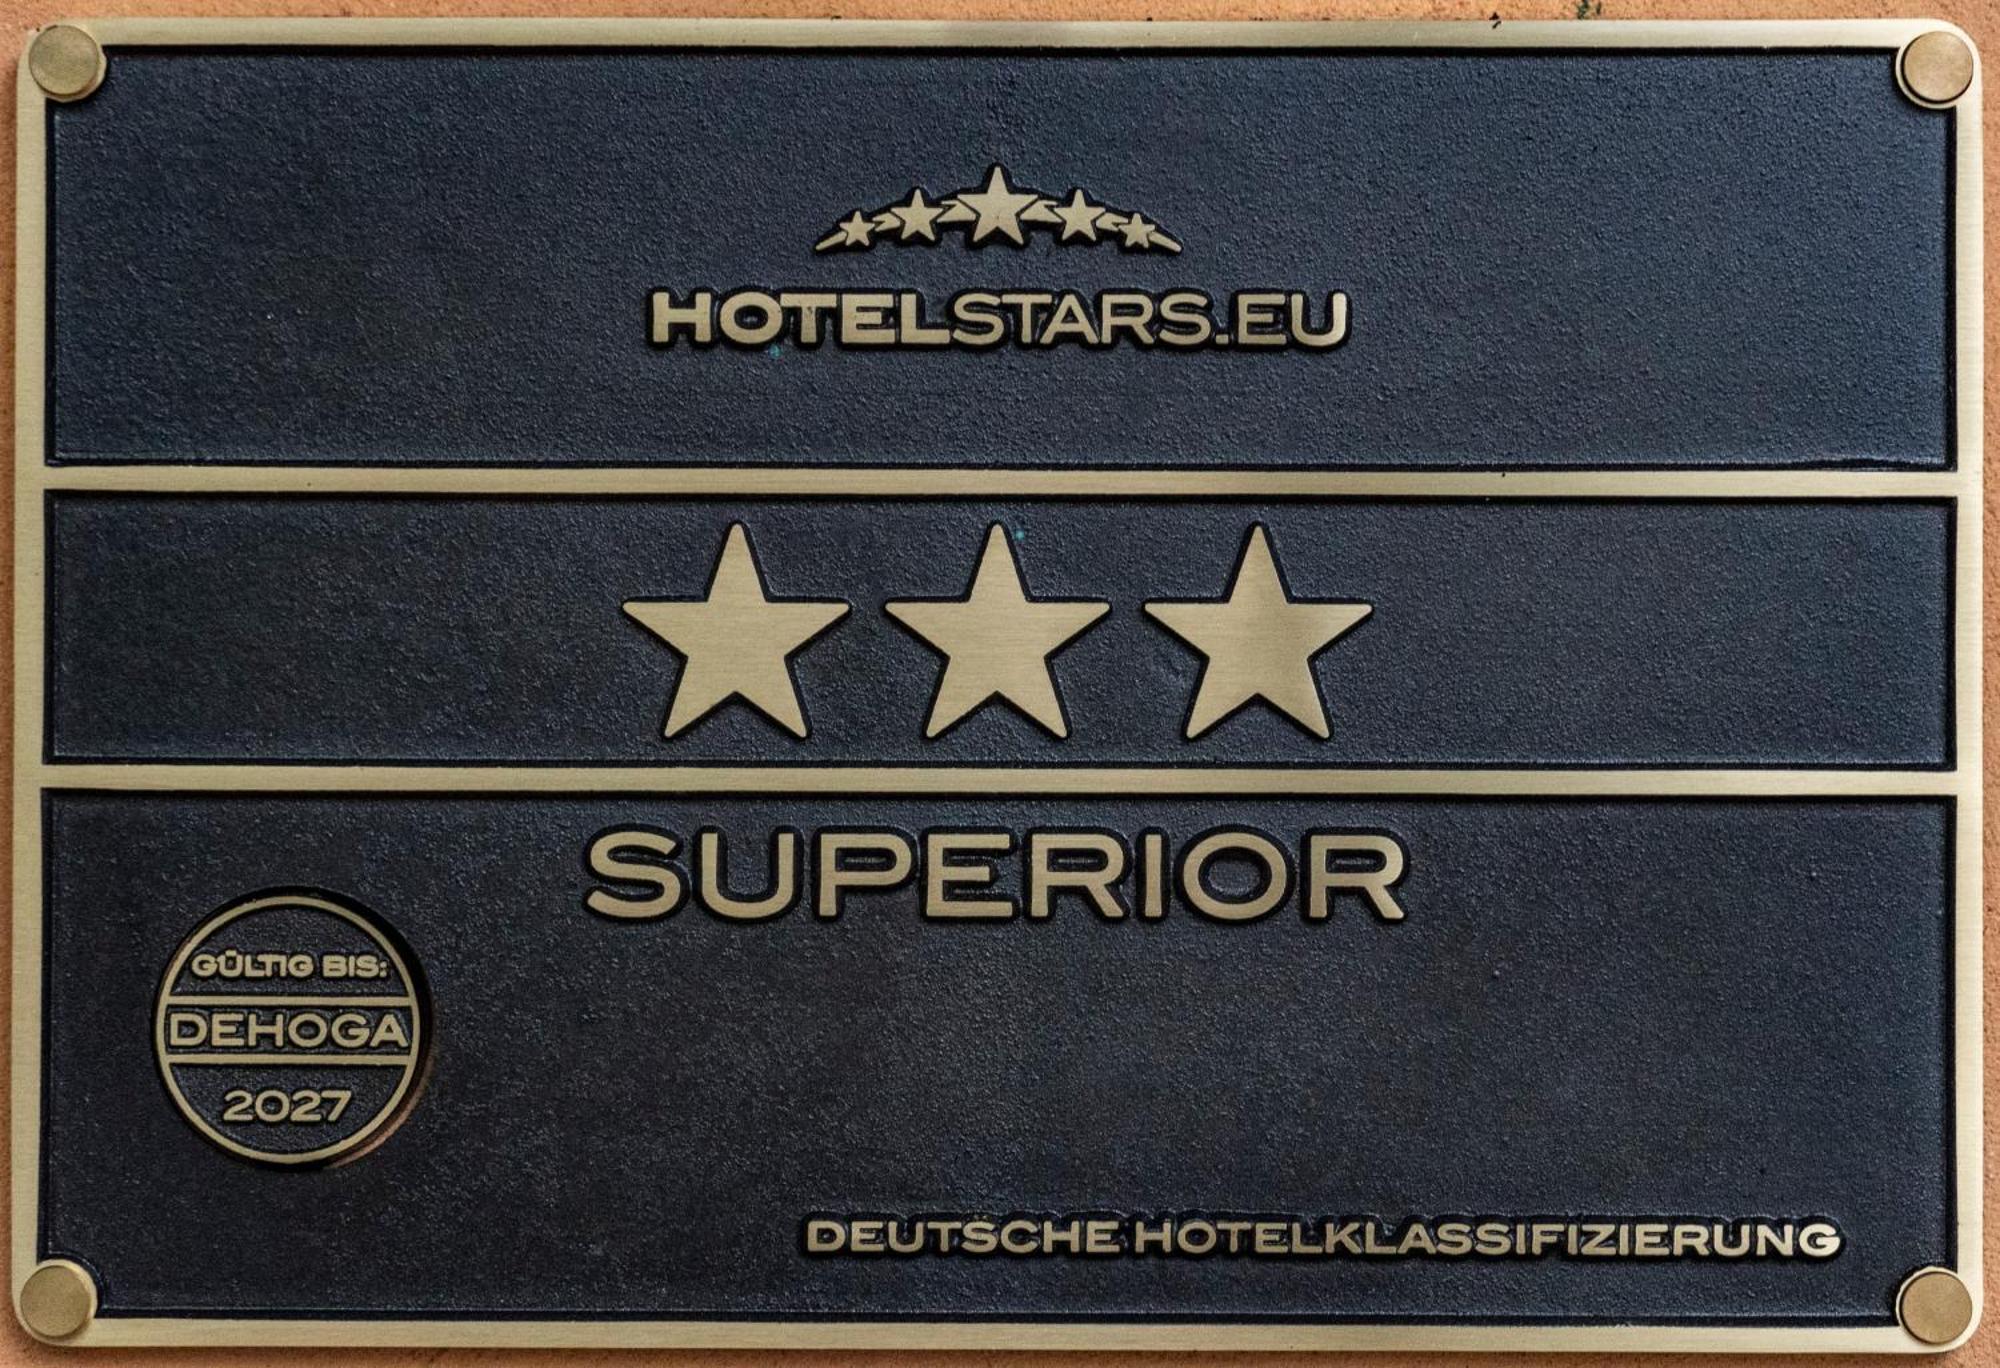 HOTELSTARS.EU
SUPERIOR
GÜLTIG BIS:
DEHOGA
2027
DEUTSCHE HOTELKLASSIFIZIERUNG